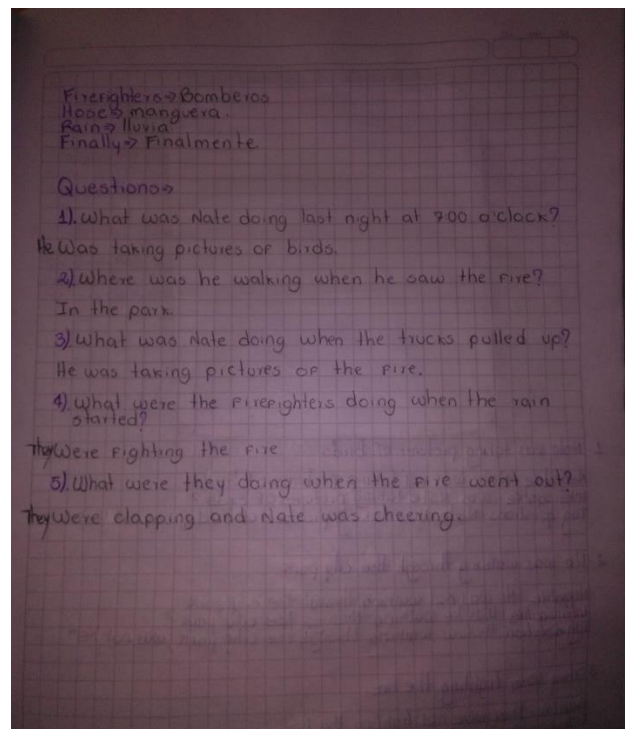 Firefighters⇒ Bomberos
Hose⇒ manguera.
Rain⇒ lluvia
Finally⇒ Finalmente.
Questions⇒
1). What was Nate doing last night at 7:00 o'clock?
He Was taking pictures of birds.
2). Where was he walking when he saw the fire?
In the park.
3). What was Nate doing when the trucks pulled up?
He was taking pictures of the fire.
4). What were the firefighters doing when the rain
started?
They Were fighting the fire
5). What were they doing when the fire went out?
They Were clapping and Nate was cheering.